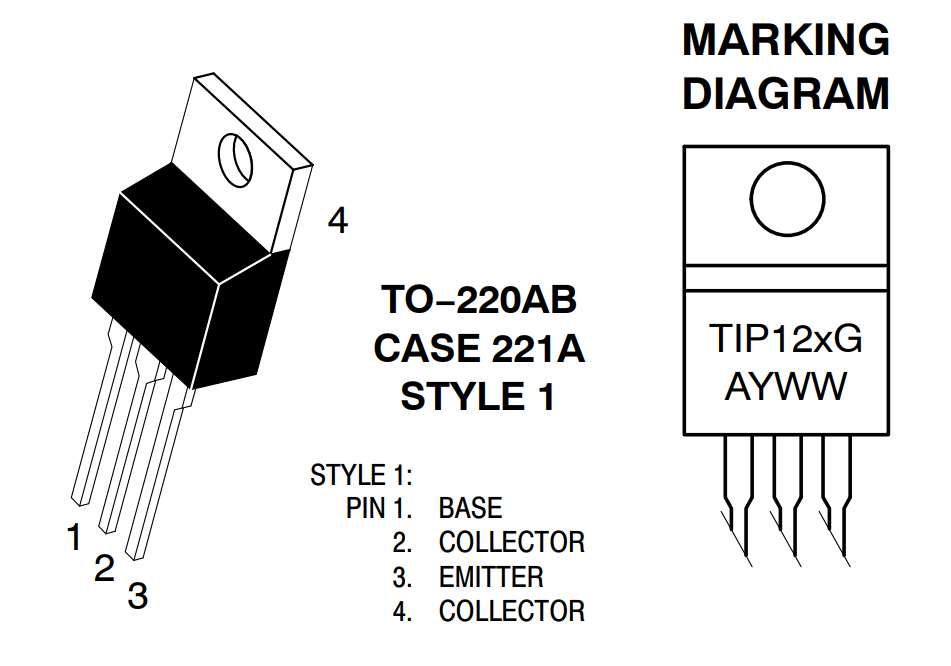 MARKING
DIAGRAM
4
TO−220AB
CASE 221A
STYLE 1
TIP12xG
AYWW
STYLE 1:
PIN 1. BASE
2. COLLECTOR
3. EMITTER
4. COLLECTOR
1
2
3